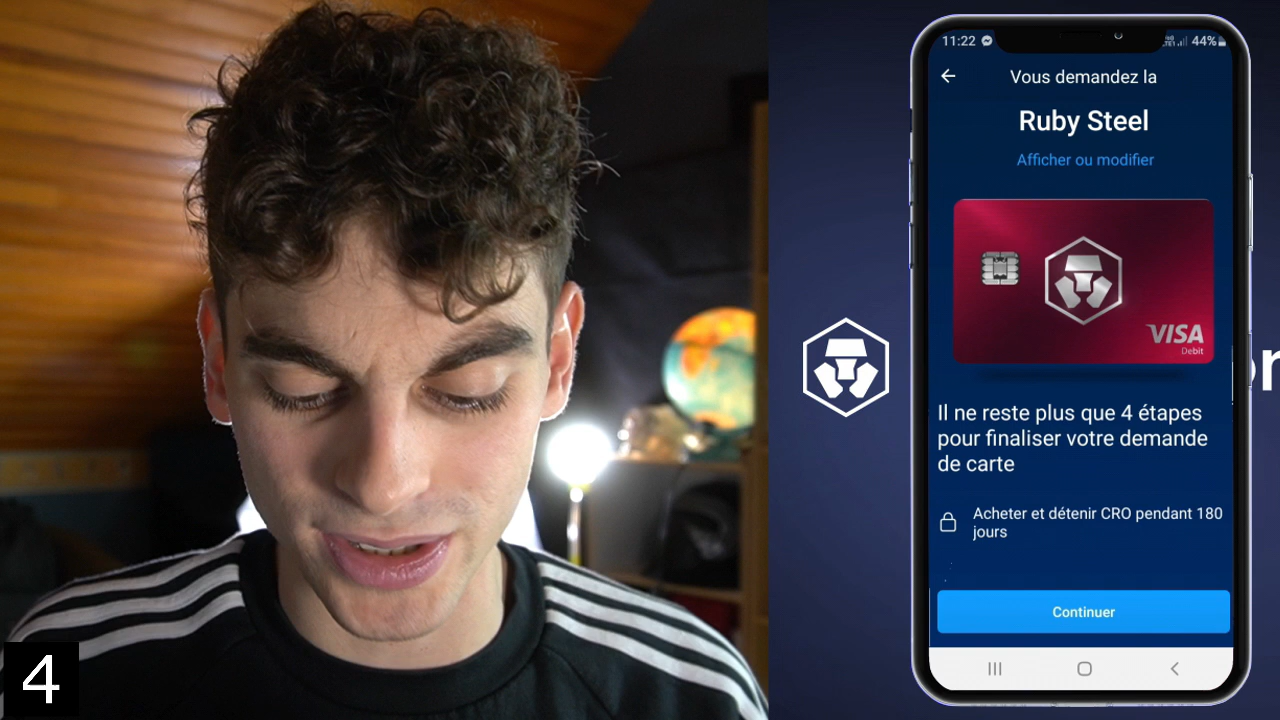 11:22
44%
Vous demandez la
Ruby Steel
Afficher ou modifier
VISA
Debit
Il ne reste plus que 4 étapes
pour finaliser votre demande
de carte
Acheter et détenir CRO pendant 180
jours
Continuer
4